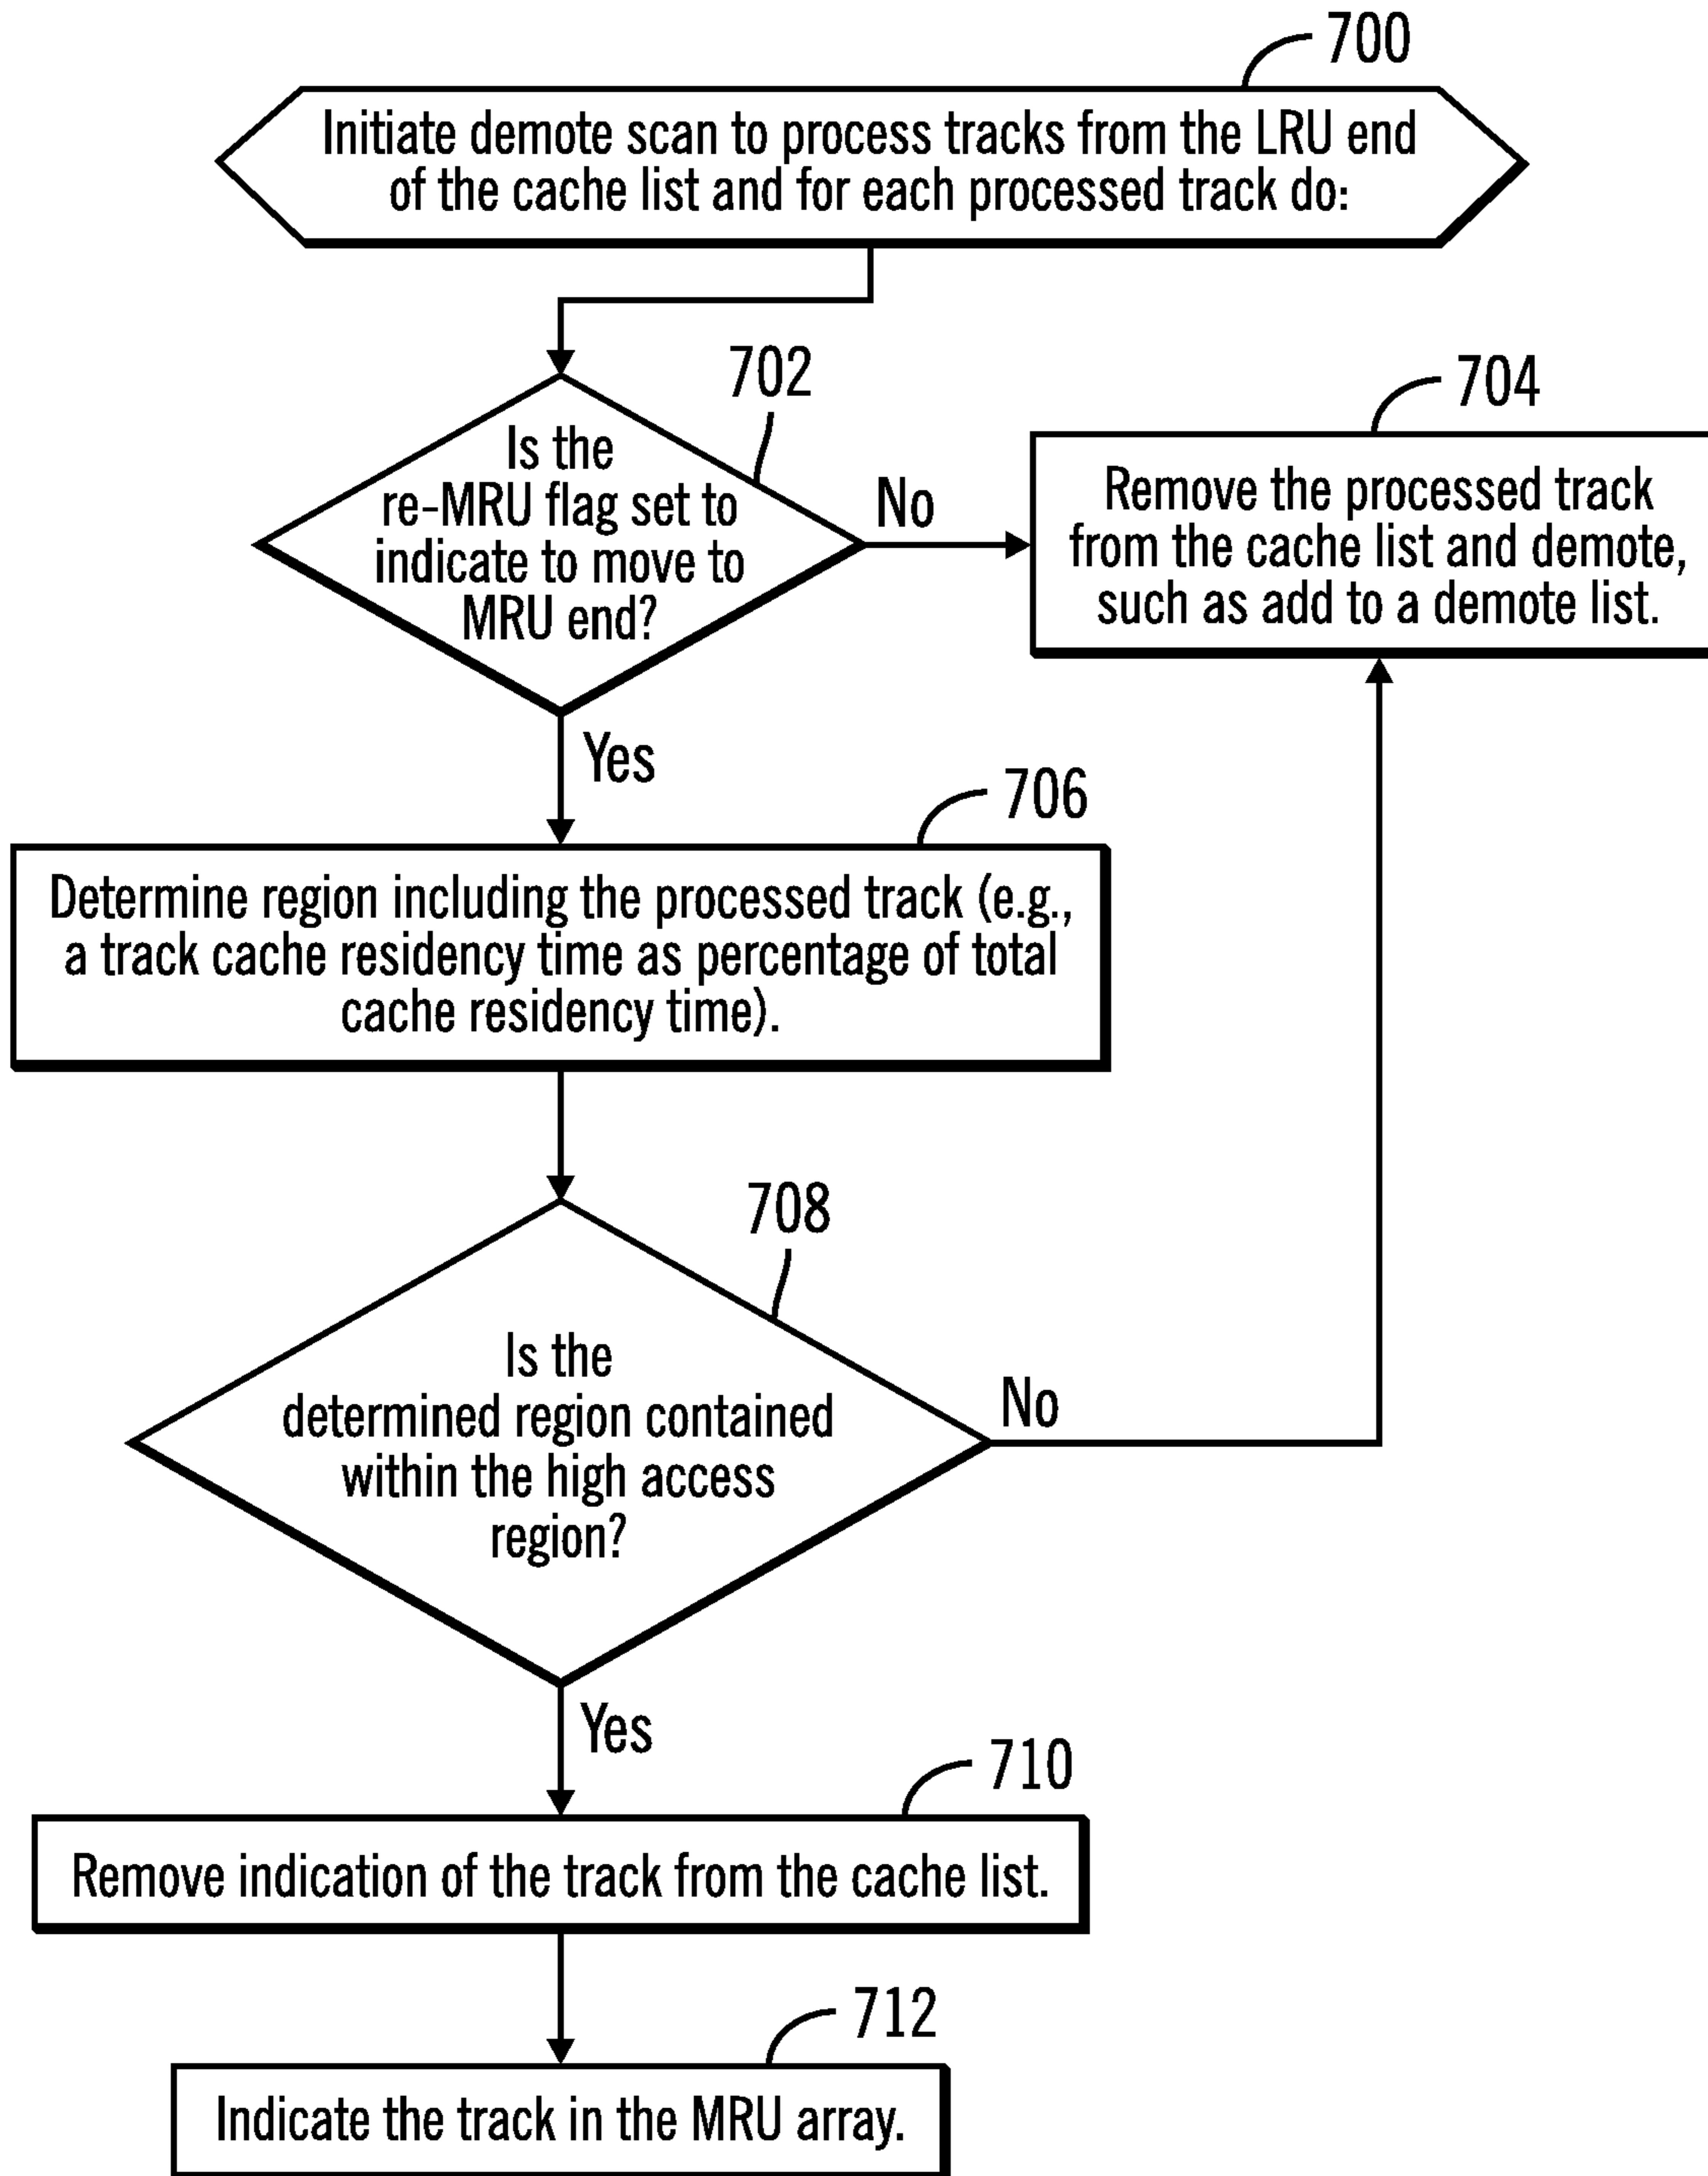 700
Initiate demote scan to process tracks from the LRU end
of the cache list and for each processed track do:
702
Is the
re-MRU flag set to
indicate to move to
MRU end?
No
704
Remove the processed track
from the cache list and demote,
such as add to a demote list.
Yes
706
Determine region including the processed track (e.g.,
a track cache residency time as percentage of total
cache residency time).
708
Is the
determined region contained
within the high access
region?
No
Yes
710
Remove indication of the track from the cache list.
712
Indicate the track in the MRU array.